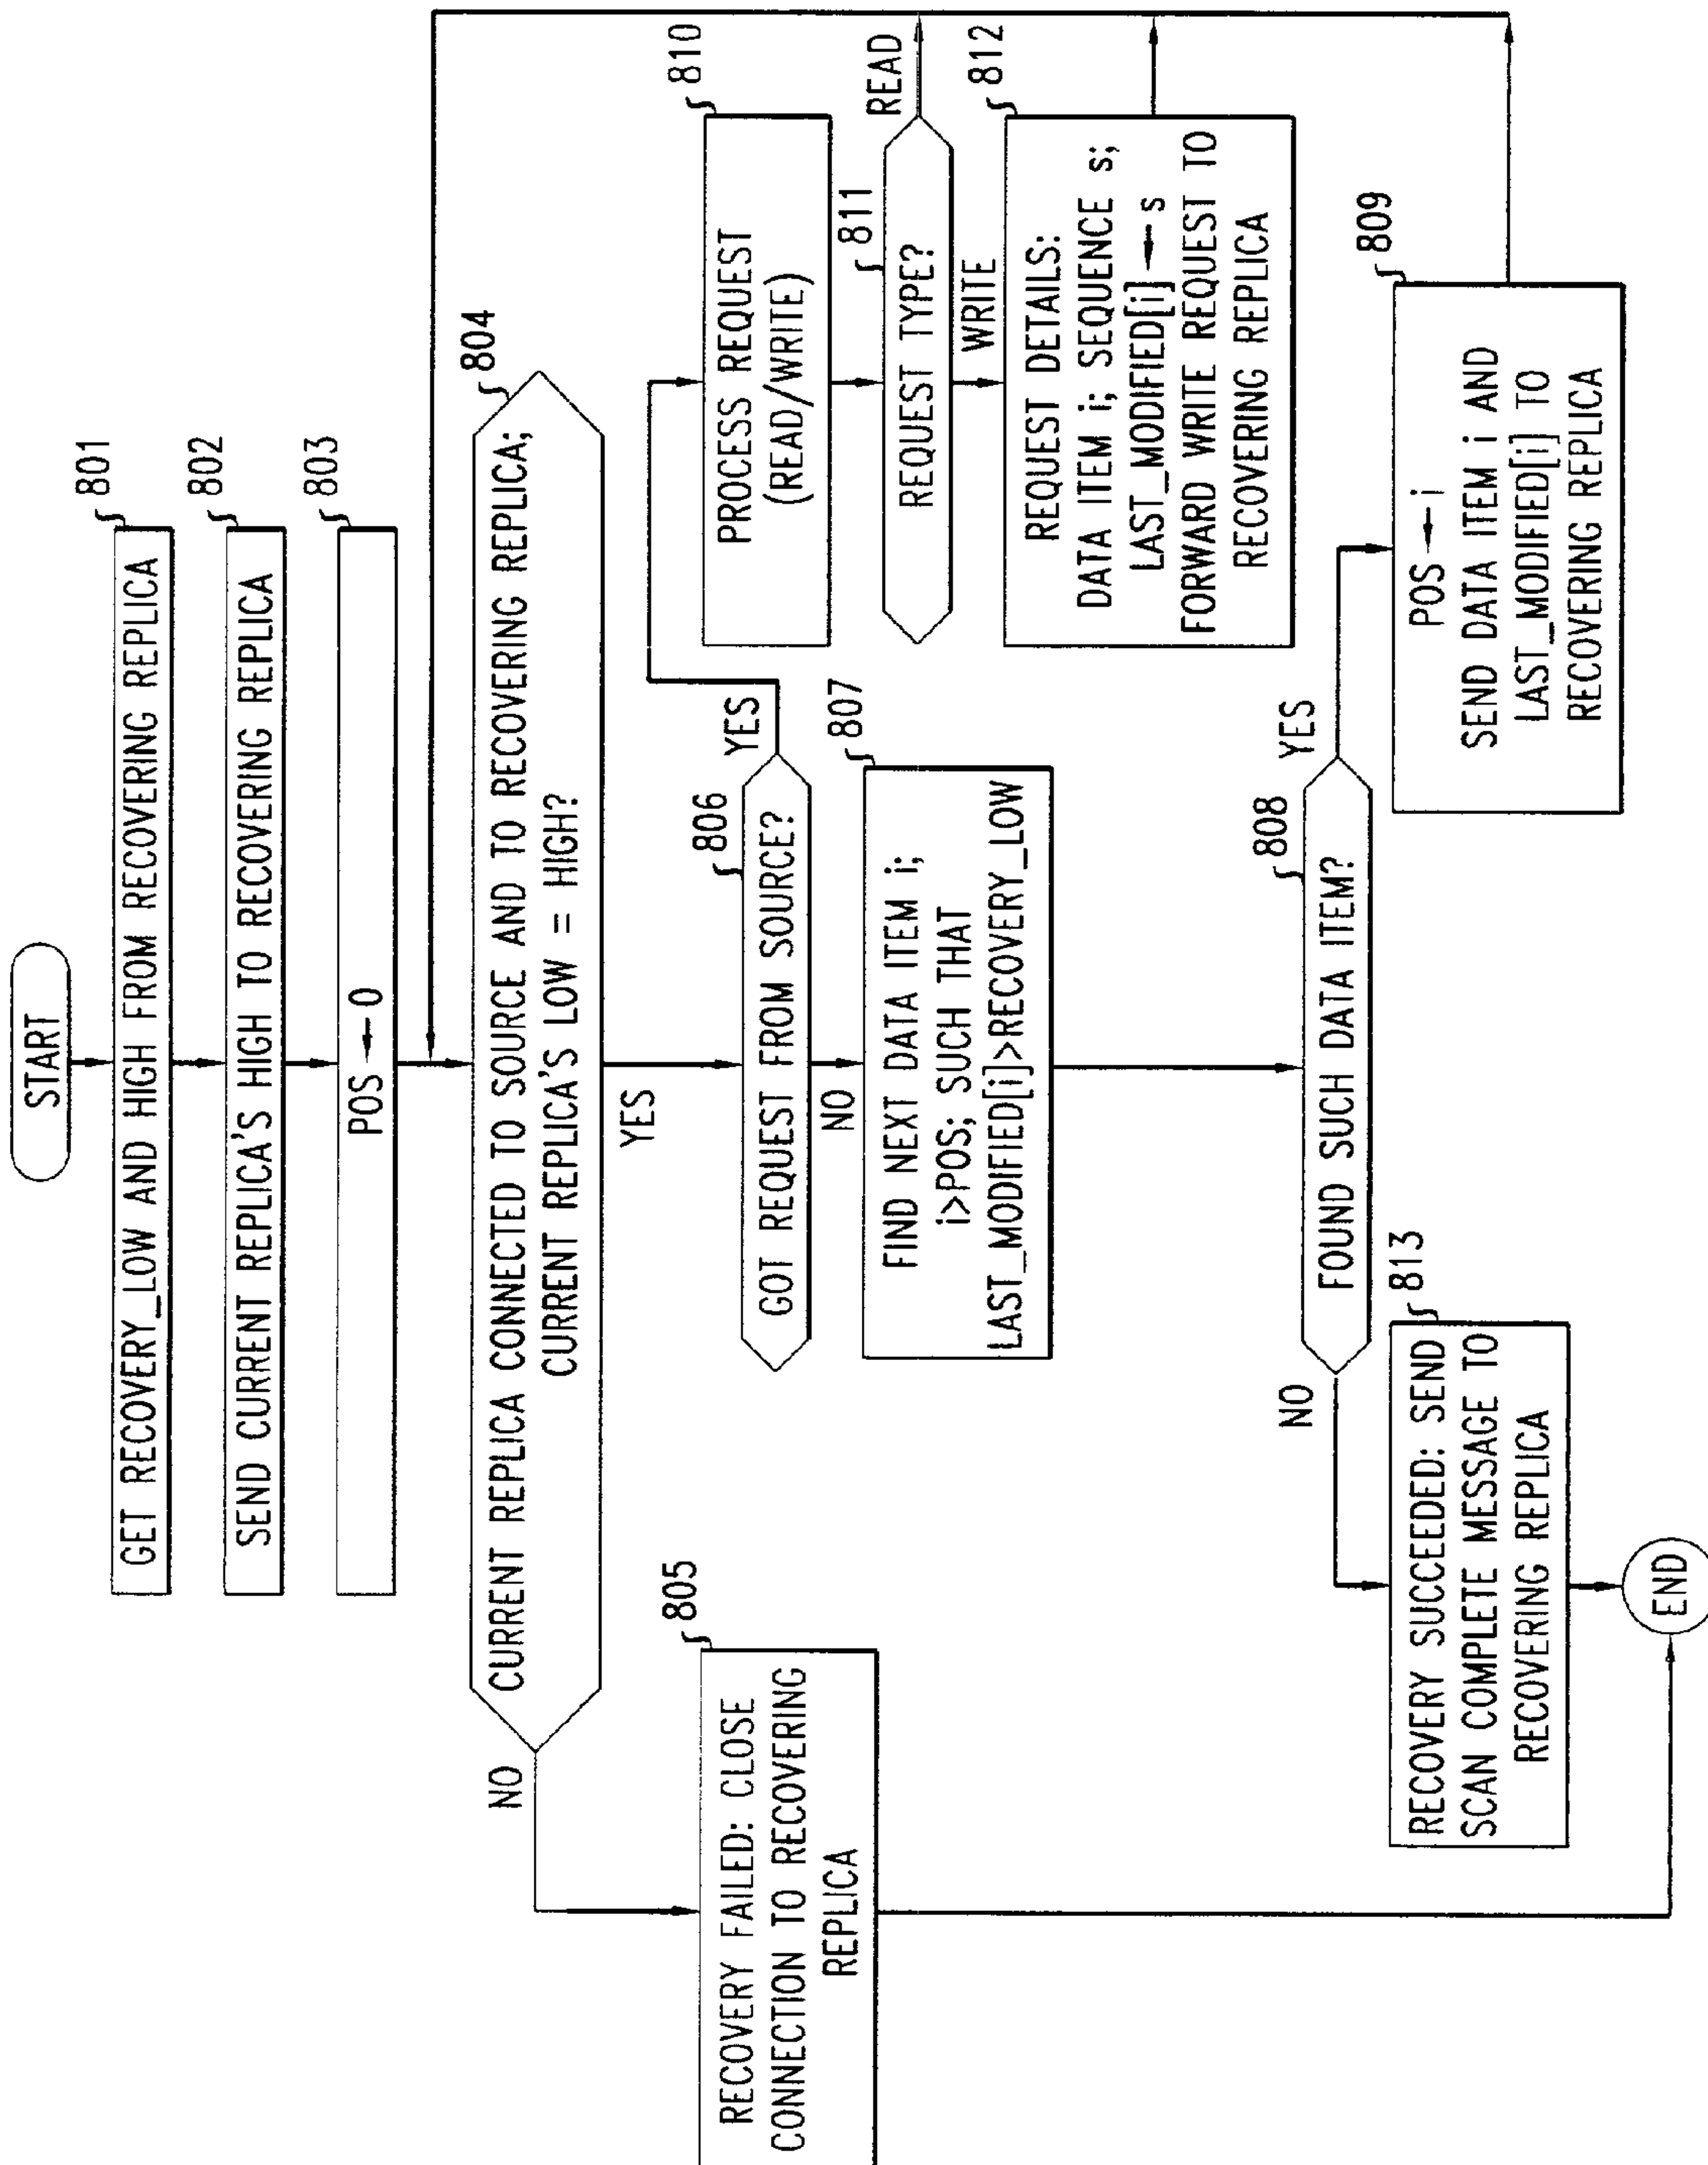 START
801
GET RECOVERY_LOW AND HIGH FROM RECOVERING REPLICA
802
SEND CURRENT REPLICA'S HIGH TO RECOVERING REPLICA
803
POS ← 0
804
CURRENT REPLICA CONNECTED TO SOURCE AND TO RECOVERING REPLICA;
CURRENT REPLICA'S LOW = HIGH?
NO
YES
805
RECOVERY FAILED: CLOSE
CONNECTION TO RECOVERING
REPLICA
806
GOT REQUEST FROM SOURCE?
YES
NO
807
FIND NEXT DATA ITEM i;
i>POS; SUCH THAT
LAST_MODIFIED[i]>RECOVERY_LOW
810
PROCESS REQUEST
(READ/WRITE)
811
REQUEST TYPE?
READ
WRITE
812
REQUEST DETAILS:
DATA ITEM i; SEQUENCE s;
LAST_MODIFIED[i] ← s
FORWARD WRITE REQUEST TO
RECOVERING REPLICA
808
FOUND SUCH DATA ITEM?
YES
NO
809
POS ← i
SEND DATA ITEM i AND
LAST_MODIFIED[i] TO
RECOVERING REPLICA
813
RECOVERY SUCCEEDED: SEND
SCAN COMPLETE MESSAGE TO
RECOVERING REPLICA
END